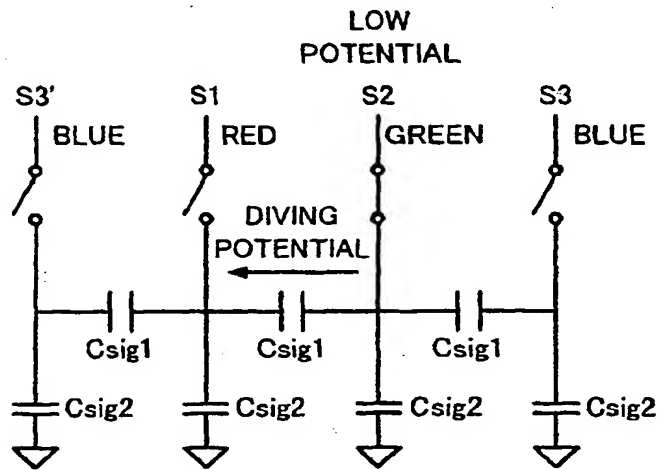 LOW
POTENTIAL
S3' S1 S2 S3
BLUE RED GREEN BLUE
DIVING
POTENTIAL
Csig1 Csig1 Csig1
Csig2 Csig2 Csig2 Csig2